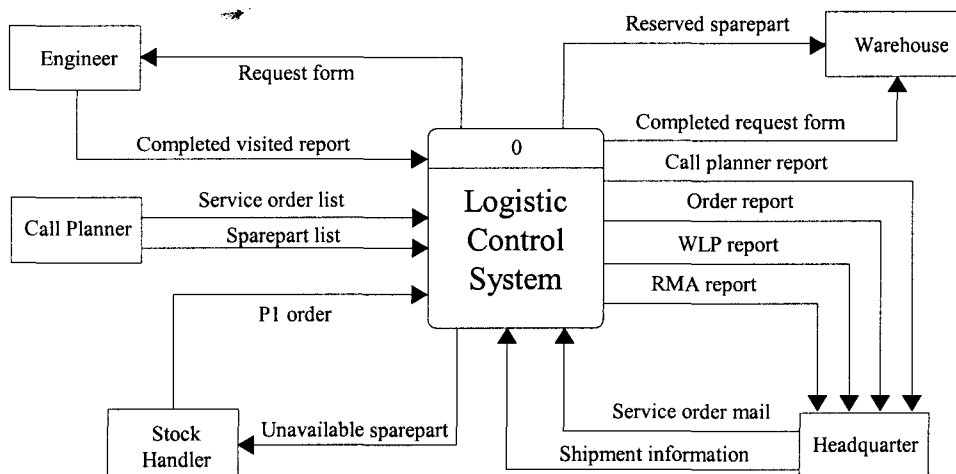 Reserved sparepart
Engineer
Warehouse
Request form
Completed visited report
0
Completed request form
Call planner report
Call Planner
Service order list
Sparepart list
Logistic
Control
System
Order report
WLP report
RMA report
P1 order
Stock
Handler
Unavailable sparepart
Service order mail
Shipment information
Headquarter